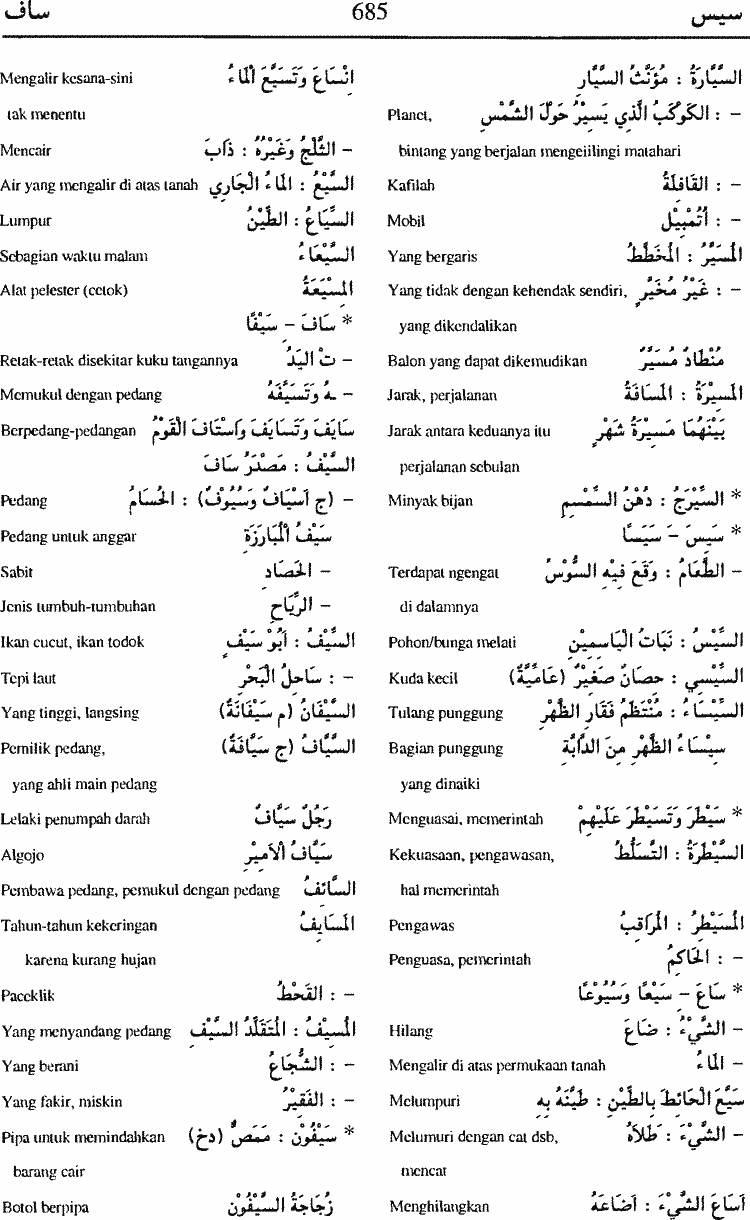 سيس 685 ساف
السَّيَّارَةُ : مُؤَنَّثُ السَّيَّار
- : الكَوْكَبُ الَّذِي يَسِيْرُ حَوْلَ الشَّمْسِ Planet,
bintang yang berjalan mengeiilingi matahari
- : القَافِلَةُ Kafilah
- : أُتُمْبِيْل Mobil
المُسَيَّرُ : المُخَطَّطُ Yang bergaris
- : غَيْرُ مُخَيَّرٍ Yang tidak dengan kehendak sendiri,
yang dikendalikan
مُنْطَادٌ مُسَيَّرٌ Balon yang dapat dikemudikan
المَسِيْرَةُ : المَسَافَةُ Jarak, perjalanan
بَيْنَهُمَا مَسِيْرَةُ شَهْرٍ Jarak antara keduanya itu
perjalanan sebulan
* السِّيْرَجُ : دُهْنُ السِّمْسِمِ Minyak bijan
* سَيِسَ - سَيَسًا
- الطَّعَامُ : وَقَعَ فِيْهِ السُّوْسُ Terdapat ngengat
di dalamnya
السِّيْسُ : نَبَاتُ الْيَاسَمِيْنِ Pohon/bunga melati
السِّيْسِي : حِصَانٌ صَغِيْرٌ (عَامِّيَّةٌ) Kuda kecil
السِّيْسَاءُ : مُنْتَظَمُ فَقَارِ الظَّهْرِ Tulang punggung
سِيْسَاءُ الظَّهْرِ مِنَ الدَّابَّةِ Bagian punggung
yang dinaiki
* سَيْطَرَ وَتَسَيْطَرَ عَلَيْهِمْ Menguasai, memerintah
السَّيْطَرَةُ : التَّسَلُّطُ Kekuasaan, pengawasan,
hal memerintah
المُسَيْطِرُ : المُرَاقِبُ Pengawas
- : الحَاكِمُ Penguasa, pemerintah
* سَاعَ - سَيْعًا وَسُيُوْعًا
- الشَّيْءُ : ضَاعَ Hilang
- المَاءُ Mengalir di atas permukaan tanah
سَيَّعَ الْحَائِطَ بِالطِّيْنِ : طَيَّنَهُ بِهِ Melumpuri
- الشَّيْءَ : طَلاَهُ Melumuri dengan cat dsb,
mencat
أَسَاعَ الشَّيْءَ : أَضَاعَهُ Menghilangkan
انْسَاعَ وَتَسَيَّعَ الْمَاءُ Mengalir kesana-sini
tak menentu
- الثَّلْجُ وَغَيْرُهُ : ذَابَ Mencair
السَّيْعُ : المَاءُ الْجَارِي Air yang mengalir di atas tanah
السَّيَاعُ : الطِّيْنُ Lumpur
السِّيْعَاءُ Sebagian waktu malam
المِسْيَعَةُ Alat pelester (cetok)
* سَافَ - سَيْفًا
- تْ الْيَدُ Retak-retak disekitar kuku tangannya
- ـهُ وَتَسَيَّفَهُ Memukul dengan pedang
سَايَفَ وَتَسَايَفَ وَاسْتَافَ الْقَوْمُ Berpedang-pedangan
السَّيْفُ : مَصْدَرُ سَافَ
- (ج أَسْيَافٌ وَسُيُوْفٌ) : الحُسَامُ Pedang
سَيْفُ الْمُبَارَزَةِ Pedang untuk anggar
- الحَصَادِ Sabit
- الرِّيَاحِ Jenis tumbuh-tumbuhan
السَّيْفُ : أَبُوْ سَيْفٍ Ikan cucut, ikan todok
- : سَاحِلُ الْبَحْرِ Tepi laut
السَّيْفَانُ (م سَيْفَانَةٌ) Yang tinggi, langsing
السَّيَّافُ (ج سَيَّافَةٌ) Pemilik pedang,
yang ahli main pedang
رَجُلٌ سَيَّافٌ Lelaki penumpah darah
سَيَّافُ الأَمِيْرِ Algojo
السَّائِفُ Pembawa pedang, pemukul dengan pedang
المَسَايِفُ Tahun-tahun kekeringan
karena kurang hujan
- : القَحْطُ Paceklik
المُسِيْفُ : المُتَقَلِّدُ السَّيْفِ Yang menyandang pedang
- : الشُّجَاعُ Yang berani
- : الفَقِيْرُ Yang fakir, miskin
* سَيْفُوْن : مِمَصٌّ (دخ) Pipa untuk memindahkan
barang cair
زُجَاجَةُ السَّيْفُوْن Botol berpipa